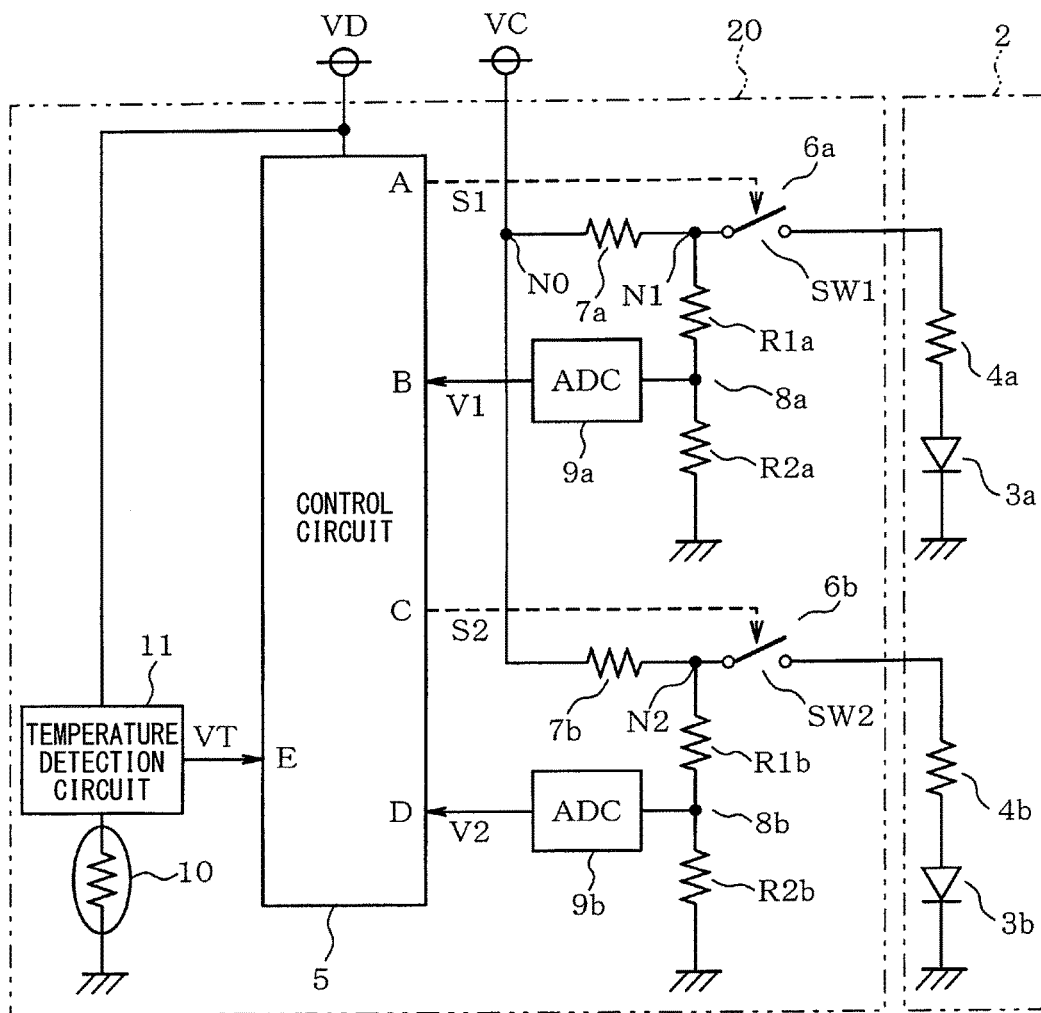 VD
VC
20
2
A
S1
6a
N0
7a
N1
SW1
R1a
4a
B
V1
ADC
8a
9a
R2a
3a
CONTROL
CIRCUIT
C
S2
6b
11
7b
N2
SW2
TEMPERATURE
DETECTION
CIRCUIT
VT
E
R1b
4b
D
V2
ADC
8b
10
9b
R2b
3b
5